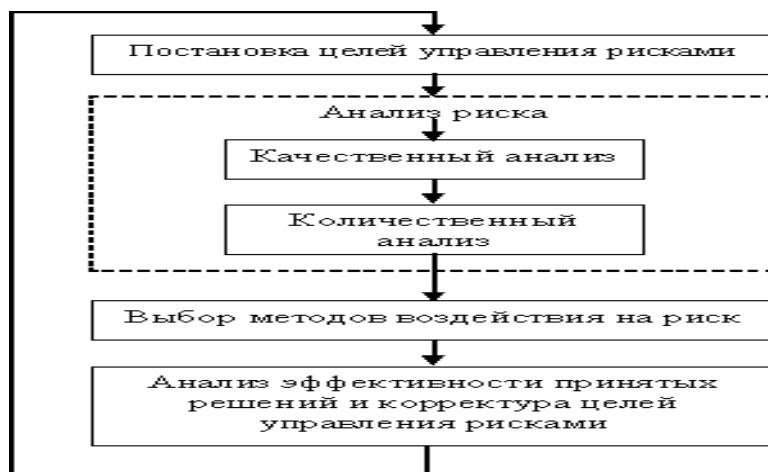 Постановка целей управления рисками
Анализ риска
Качественный анализ
Количественный
анализ
Выбор методов воздействия на риск
Анализ эффективности принятых
решений и корректура целей
управления рисками